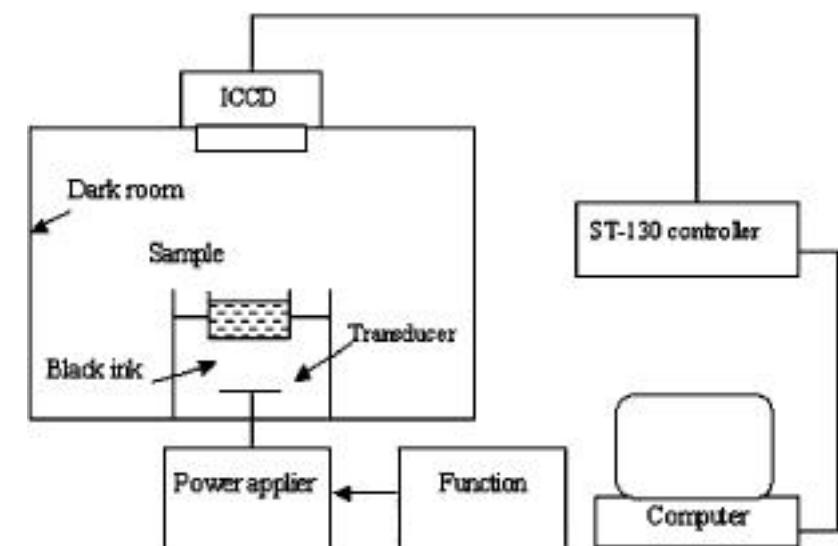 ICCD
Dark room
ST-130 controller
Sample
Transducer
Black ink
Power applier
Function
Computer